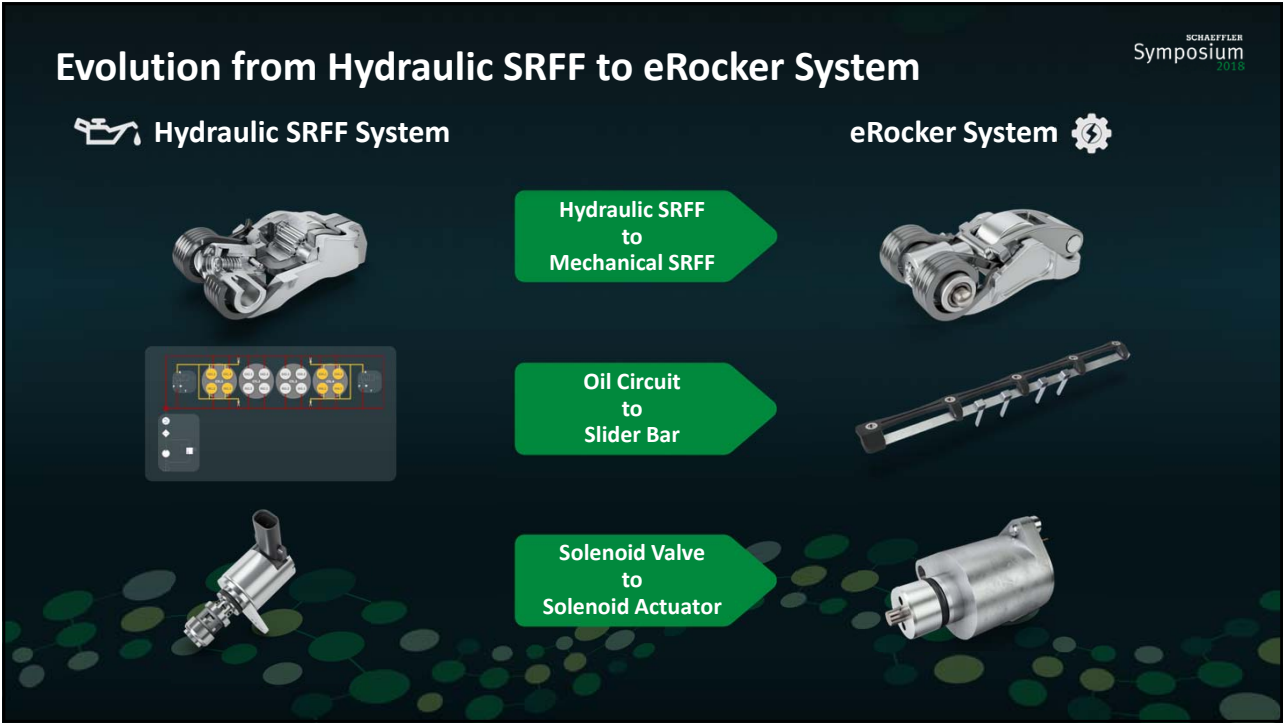 SCHAEFFLER
Symposium
2018
Evolution from Hydraulic SRFF to eRocker System
Hydraulic SRFF System
eRocker System
Hydraulic SRFF
to
Mechanical SRFF
Oil Circuit
to
Slider Bar
Solenoid Valve
to
Solenoid Actuator